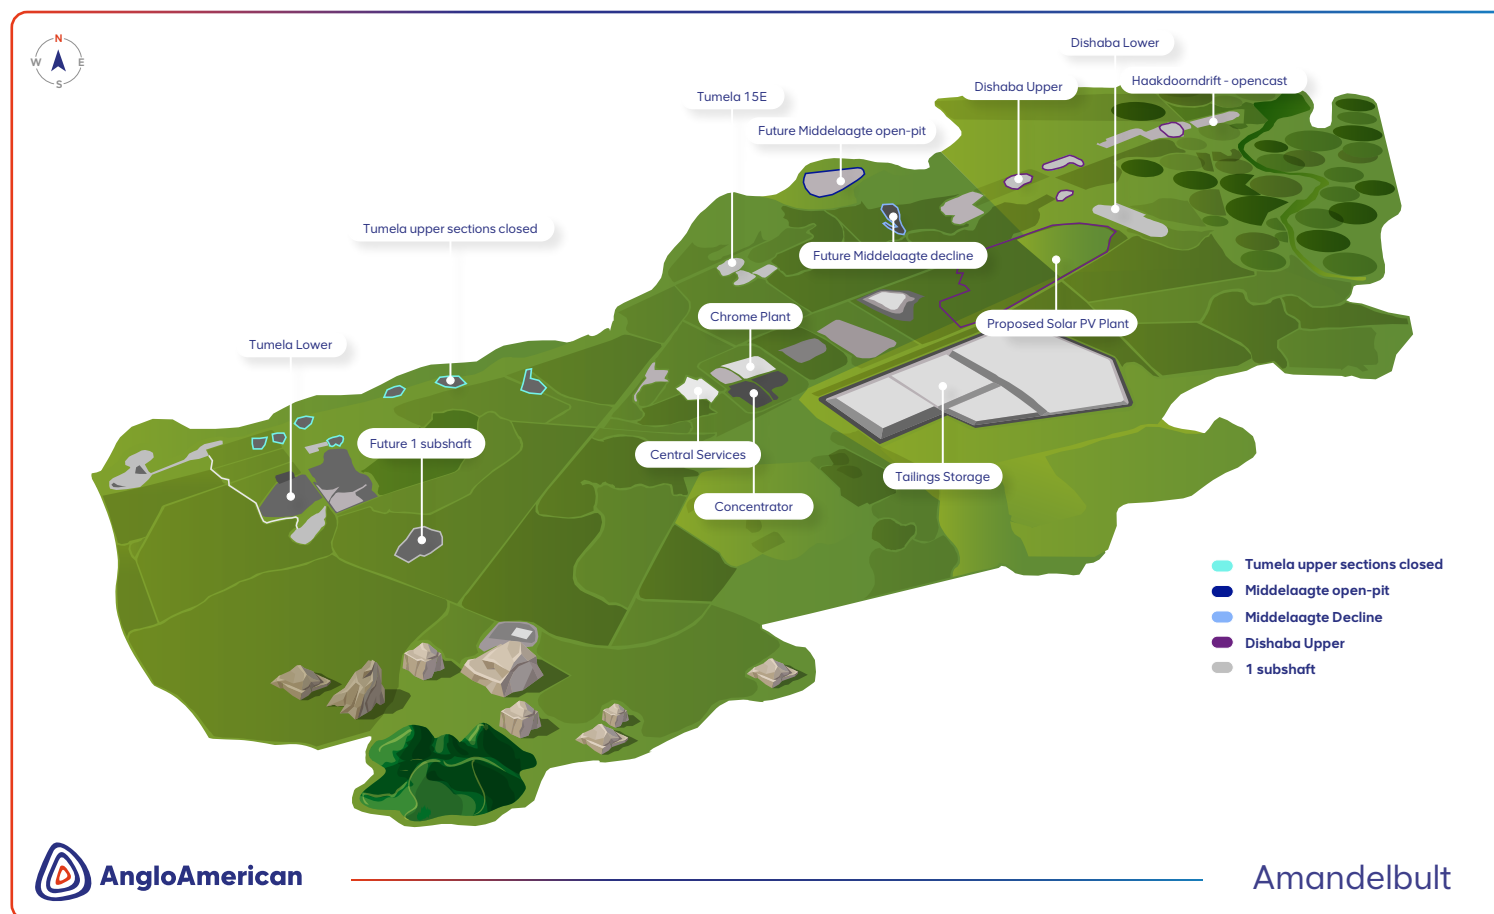 N
W E
S
Dishaba Lower
Haakdoorndrift - opencast
Dishaba Upper
Tumela 15E
Future Middelaagte open-pit
Tumela upper sections closed
Future Middelaagte decline
Chrome Plant
Proposed Solar PV Plant
Tumela Lower
Future 1 subshaft
Central Services
Tailings Storage
Concentrator
Tumela upper sections closed
Middelaagte open-pit
Middelaagte Decline
Dishaba Upper
1 subshaft
AngloAmerican
Amandelbult